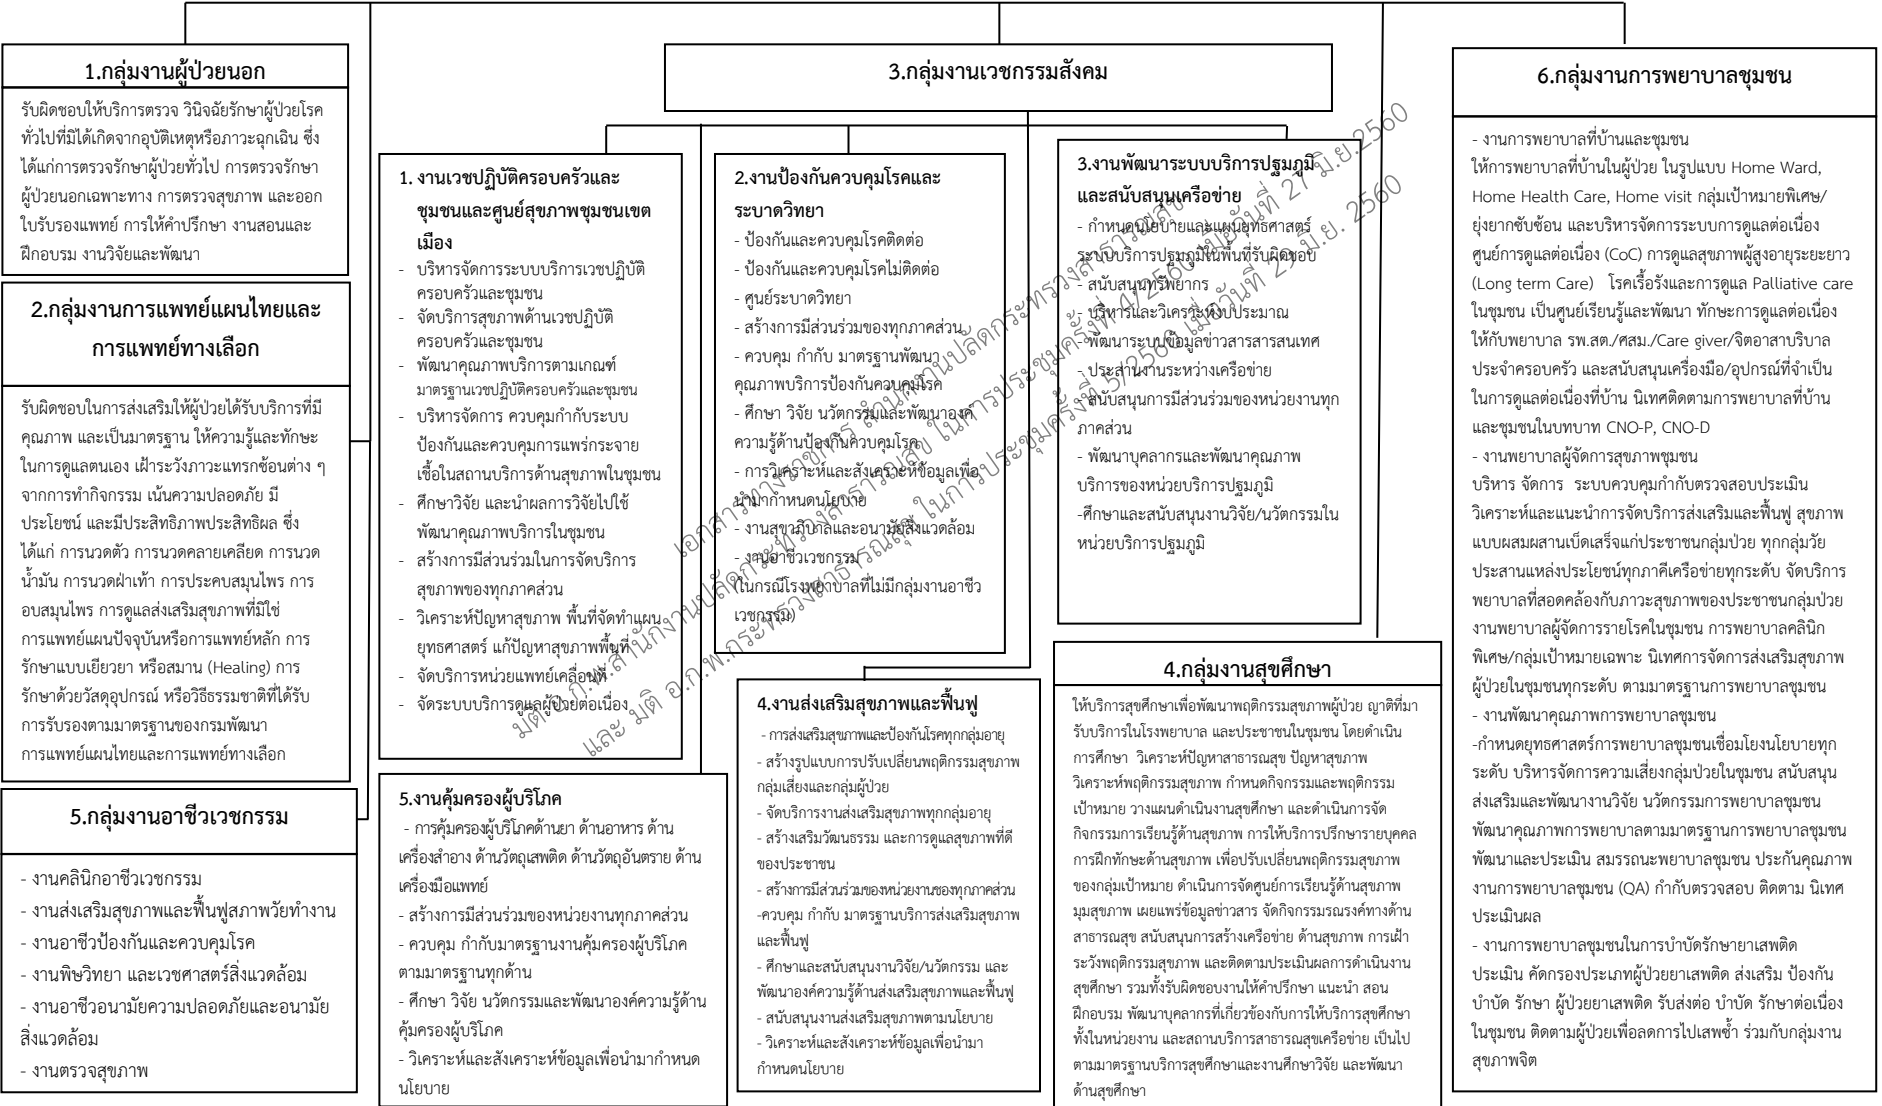 1.กลุ่มงานผู้ป่วยนอก
รับผิดชอบให้บริการตรวจ วินิจฉัยรักษาผู้ป่วยโรค
ทั่วไปที่มิได้เกิดจากอุบัติเหตุหรือภาวะฉุกเฉิน ซึ่ง
ได้แก่การตรวจรักษาผู้ป่วยทั่วไป การตรวจรักษา
ผู้ป่วยนอกเฉพาะทาง การตรวจสุขภาพ และออก
ใบรับรองแพทย์ การให้คำปรึกษา งานสอนและ
ฝึกอบรม งานวิจัยและพัฒนา
2.กลุ่มงานการแพทย์แผนไทยและ
การแพทย์ทางเลือก
รับผิดชอบในการส่งเสริมให้ผู้ป่วยได้รับบริการที่มี
คุณภาพ และเป็นมาตรฐาน ให้ความรู้และทักษะ
ในการดูแลตนเอง เฝ้าระวังภาวะแทรกซ้อนต่าง ๆ
จากการทำกิจกรรม เน้นความปลอดภัย มี
ประโยชน์ และมีประสิทธิภาพประสิทธิผล ซึ่ง
ได้แก่ การนวดตัว การนวดคลายเคลียด การนวด
น้ำมัน การนวดฝ่าเท้า การประคบสมุนไพร การ
อบสมุนไพร การดูแลส่งเสริมสุขภาพที่มิใช่
การแพทย์แผนปัจจุบันหรือการแพทย์หลัก การ
รักษาแบบเยียวยา หรือสมาน (Healing) การ
รักษาด้วยวัสดุอุปกรณ์ หรือวิธีธรรมชาติที่ได้รับ
การรับรองตามมาตรฐานของกรมพัฒนา
การแพทย์แผนไทยและการแพทย์ทางเลือก
5.กลุ่มงานอาชีวเวชกรรม
- งานคลินิกอาชีวเวชกรรม
- งานส่งเสริมสุขภาพและฟื้นฟูสภาพวัยทำงาน
- งานอาชีวป้องกันและควบคุมโรค
- งานพิษวิทยา และเวชศาสตร์สิ่งแวดล้อม
- งานอาชีวอนามัยความปลอดภัยและอนามัย
สิ่งแวดล้อม
- งานตรวจสุขภาพ
3.กลุ่มงานเวชกรรมสังคม
1. งานเวชปฏิบัติครอบครัวและ
ชุมชนและศูนย์สุขภาพชุมชนเขต
เมือง
- บริหารจัดการระบบบริการเวชปฏิบัติ
ครอบครัวและชุมชน
- จัดบริการสุขภาพด้านเวชปฏิบัติ
ครอบครัวและชุมชน
- พัฒนาคุณภาพบริการตามเกณฑ์
มาตรฐานเวชปฏิบัติครอบครัวและชุมชน
- บริหารจัดการ ควบคุมกำกับระบบ
ป้องกันและควบคุมการแพร่กระจาย
เชื้อในสถานบริการด้านสุขภาพในชุมชน
- ศึกษาวิจัย และนำผลการวิจัยไปใช้
พัฒนาคุณภาพบริการในชุมชน
- สร้างการมีส่วนร่วมในการจัดบริการ
สุขภาพของทุกภาคส่วน
- วิเคราะห์ปัญหาสุขภาพ พื้นที่จัดทำแผน
ยุทธศาสตร์ แก้ปัญหาสุขภาพพื้นที่
- จัดบริการหน่วยแพทย์เคลื่อนที่
- จัดระบบบริการดูแลผู้ป่วยต่อเนื่อง
2.งานป้องกันควบคุมโรคและ
ระบาดวิทยา
- ป้องกันและควบคุมโรคติดต่อ
- ป้องกันและควบคุมโรคไม่ติดต่อ
- ศูนย์ระบาดวิทยา
- สร้างการมีส่วนร่วมของทุกภาคส่วน
- ควบคุม กำกับ มาตรฐานพัฒนา
คุณภาพบริการป้องกันควบคุมโรค
- ศึกษา วิจัย นวัตกรรมและพัฒนาองค์
ความรู้ด้านป้องกันควบคุมโรค
- การวิเคราะห์และสังเคราะห์ข้อมูลเพื่อ
นำมากำหนดนโยบาย
- งานสุขาภิบาลและอนามัยสิ่งแวดล้อม
- งานอาชีวเวชกรรม
(ในกรณีโรงพยาบาลที่ไม่มีกลุ่มงานอาชีว
เวชกรรม)
3.งานพัฒนาระบบบริการปฐมภูมิ
และสนับสนุนเครือข่าย
- กำหนดนโยบายและแผนยุทธศาสตร์
ระบบบริการปฐมภูมิในพื้นที่รับผิดชอบ
- สนับสนุนทรัพยากร
- บริหารและวิเคราะห์งบประมาณ
- พัฒนาระบบข้อมูลข่าวสารสารสนเทศ
- ประสานงานระหว่างเครือข่าย
- สนับสนุนการมีส่วนร่วมของหน่วยงานทุก
ภาคส่วน
- พัฒนาบุคลากรและพัฒนาคุณภาพ
บริการของหน่วยบริการปฐมภูมิ
-ศึกษาและสนับสนุนงานวิจัย/นวัตกรรมใน
หน่วยบริการปฐมภูมิ
5.งานคุ้มครองผู้บริโภค
- การคุ้มครองผู้บริโภคด้านยา ด้านอาหาร ด้าน
เครื่องสำอาง ด้านวัตถุเสพติด ด้านวัตถุอันตราย ด้าน
เครื่องมือแพทย์
- สร้างการมีส่วนร่วมของหน่วยงานทุกภาคส่วน
- ควบคุม กำกับมาตรฐานงานคุ้มครองผู้บริโภค
ตามมาตรฐานทุกด้าน
- ศึกษา วิจัย นวัตกรรมและพัฒนาองค์ความรู้ด้าน
คุ้มครองผู้บริโภค
- วิเคราะห์และสังเคราะห์ข้อมูลเพื่อนำมากำหนด
นโยบาย
4.งานส่งเสริมสุขภาพและฟื้นฟู
- การส่งเสริมสุขภาพและป้องกันโรคทุกกลุ่มอายุ
- สร้างรูปแบบการปรับเปลี่ยนพฤติกรรมสุขภาพ
กลุ่มเสี่ยงและกลุ่มผู้ป่วย
- จัดบริการงานส่งเสริมสุขภาพทุกกลุ่มอายุ
- สร้างเสริมวัฒนธรรม และการดูแลสุขภาพที่ดี
ของประชาชน
- สร้างการมีส่วนร่วมของหน่วยงานของทุกภาคส่วน
-ควบคุม กำกับ มาตรฐานบริการส่งเสริมสุขภาพ
และฟื้นฟู
- ศึกษาและสนับสนุนงานวิจัย/นวัตกรรม และ
พัฒนาองค์ความรู้ด้านส่งเสริมสุขภาพและฟื้นฟู
- สนับสนุนงานส่งเสริมสุขภาพตามนโยบาย
- วิเคราะห์และสังเคราะห์ข้อมูลเพื่อนำมา
กำหนดนโยบาย
4.กลุ่มงานสุขศึกษา
ให้บริการสุขศึกษาเพื่อพัฒนาพฤติกรรมสุขภาพผู้ป่วย ญาติที่มา
รับบริการในโรงพยาบาล และประชาชนในชุมชน โดยดำเนิน
การศึกษา วิเคราะห์ปัญหาสาธารณสุข ปัญหาสุขภาพ
วิเคราะห์พฤติกรรมสุขภาพ กำหนดกิจกรรมและพฤติกรรม
เป้าหมาย วางแผนดำเนินงานสุขศึกษา และดำเนินการจัด
กิจกรรมการเรียนรู้ด้านสุขภาพ การให้บริการปรึกษารายบุคคล
การฝึกทักษะด้านสุขภาพ เพื่อปรับเปลี่ยนพฤติกรรมสุขภาพ
ของกลุ่มเป้าหมาย ดำเนินการจัดศูนย์การเรียนรู้ด้านสุขภาพ
มุมสุขภาพ เผยแพร่ข้อมูลข่าวสาร จัดกิจกรรมรณรงค์ทางด้าน
สาธารณสุข สนับสนุนการสร้างเครือข่าย ด้านสุขภาพ การเฝ้า
ระวังพฤติกรรมสุขภาพ และติดตามประเมินผลการดำเนินงาน
สุขศึกษา รวมทั้งรับผิดชอบงานให้คำปรึกษา แนะนำ สอน
ฝึกอบรม พัฒนาบุคลากรที่เกี่ยวข้องกับการให้บริการสุขศึกษา
ทั้งในหน่วยงาน และสถานบริการสาธารณสุขเครือข่าย เป็นไป
ตามมาตรฐานบริการสุขศึกษาและงานศึกษาวิจัย และพัฒนา
ด้านสุขศึกษา
6.กลุ่มงานการพยาบาลชุมชน
- งานการพยาบาลที่บ้านและชุมชน
ให้การพยาบาลที่บ้านในผู้ป่วย ในรูปแบบ Home Ward,
Home Health Care, Home visit กลุ่มเป้าหมายพิเศษ/
ยุ่งยากซับซ้อน และบริหารจัดการระบบการดูแลต่อเนื่อง
ศูนย์การดูแลต่อเนื่อง (CoC) การดูแลสุขภาพผู้สูงอายุระยะยาว
(Long term Care) โรคเรื้อรังและการดูแล Palliative care
ในชุมชน เป็นศูนย์เรียนรู้และพัฒนา ทักษะการดูแลต่อเนื่อง
ให้กับพยาบาล รพ.สต./ศสม./Care giver/จิตอาสาบริบาล
ประจำครอบครัว และสนับสนุนเครื่องมือ/อุปกรณ์ที่จำเป็น
ในการดูแลต่อเนื่องที่บ้าน นิเทศติดตามการพยาบาลที่บ้าน
และชุมชนในบทบาท CNO-P, CNO-D
- งานพยาบาลผู้จัดการสุขภาพชุมชน
บริหาร จัดการ ระบบควบคุมกำกับตรวจสอบประเมิน
วิเคราะห์และแนะนำการจัดบริการส่งเสริมและฟื้นฟู สุขภาพ
แบบผสมผสานเบ็ดเสร็จแก่ประชาชนกลุ่มป่วย ทุกกลุ่มวัย
ประสานแหล่งประโยชน์ทุกภาคีเครือข่ายทุกระดับ จัดบริการ
พยาบาลที่สอดคล้องกับภาวะสุขภาพของประชาชนกลุ่มป่วย
งานพยาบาลผู้จัดการรายโรคในชุมชน การพยาบาลคลินิก
พิเศษ/กลุ่มเป้าหมายเฉพาะ นิเทศการจัดการส่งเสริมสุขภาพ
ผู้ป่วยในชุมชนทุกระดับ ตามมาตรฐานการพยาบาลชุมชน
- งานพัฒนาคุณภาพการพยาบาลชุมชน
-กำหนดยุทธศาสตร์การพยาบาลชุมชนเชื่อมโยงนโยบายทุก
ระดับ บริหารจัดการความเสี่ยงกลุ่มป่วยในชุมชน สนับสนุน
ส่งเสริมและพัฒนางานวิจัย นวัตกรรมการพยาบาลชุมชน
พัฒนาคุณภาพการพยาบาลตามมาตรฐานการพยาบาลชุมชน
พัฒนาและประเมิน สมรรถนะพยาบาลชุมชน ประกันคุณภาพ
งานการพยาบาลชุมชน (QA) กำกับตรวจสอบ ติดตาม นิเทศ
ประเมินผล
- งานการพยาบาลชุมชนในการบำบัดรักษายาเสพติด
ประเมิน คัดกรองประเภทผู้ป่วยยาเสพติด ส่งเสริม ป้องกัน
บำบัด รักษา ผู้ป่วยยาเสพติด รับส่งต่อ บำบัด รักษาต่อเนื่อง
ในชุมชน ติดตามผู้ป่วยเพื่อลดการไปเสพซ้ำ ร่วมกับกลุ่มงาน
สุขภาพจิต
เอกสารทางราชการ สำนักงานปลัดกระทรวงสาธารณสุข
มติ อ.ก.พ.สำนักงานปลัดกระทรวงสาธารณสุข ในการประชุมครั้งที่ 4/2560 เมื่อวันที่ 27 มิ.ย.2560
และ มติ อ.ก.พ.กระทรวงสาธารณสุข ในการประชุมครั้งที่ 5/2560 เมื่อวันที่ 29 มิ.ย. 2560